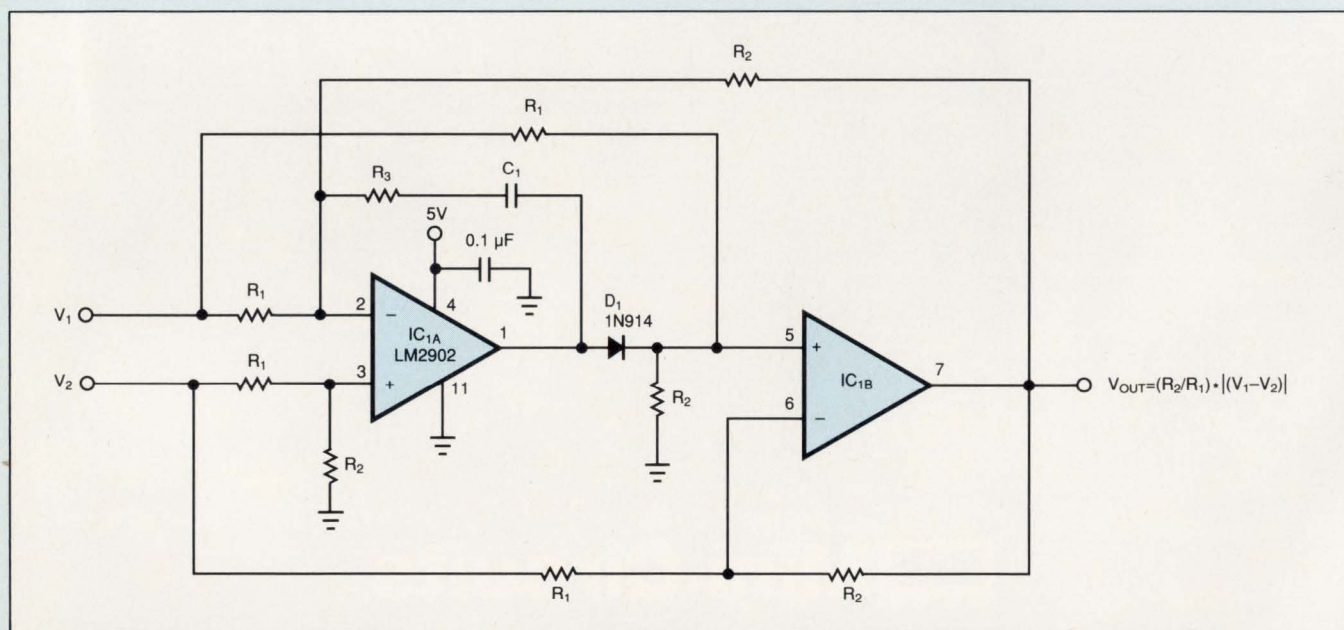 R₂
R₁
R₃
C₁
5V
0.1 µF
V₁
R₁
2
−
4
IC₁A
LM2902
1
D₁
1N914
5
+
IC₁B
7
V_OUT=(R₂/R₁)•|(V₁−V₂)|
V₂
R₁
3
+
11
R₂
6
−
R₂
R₁
R₂